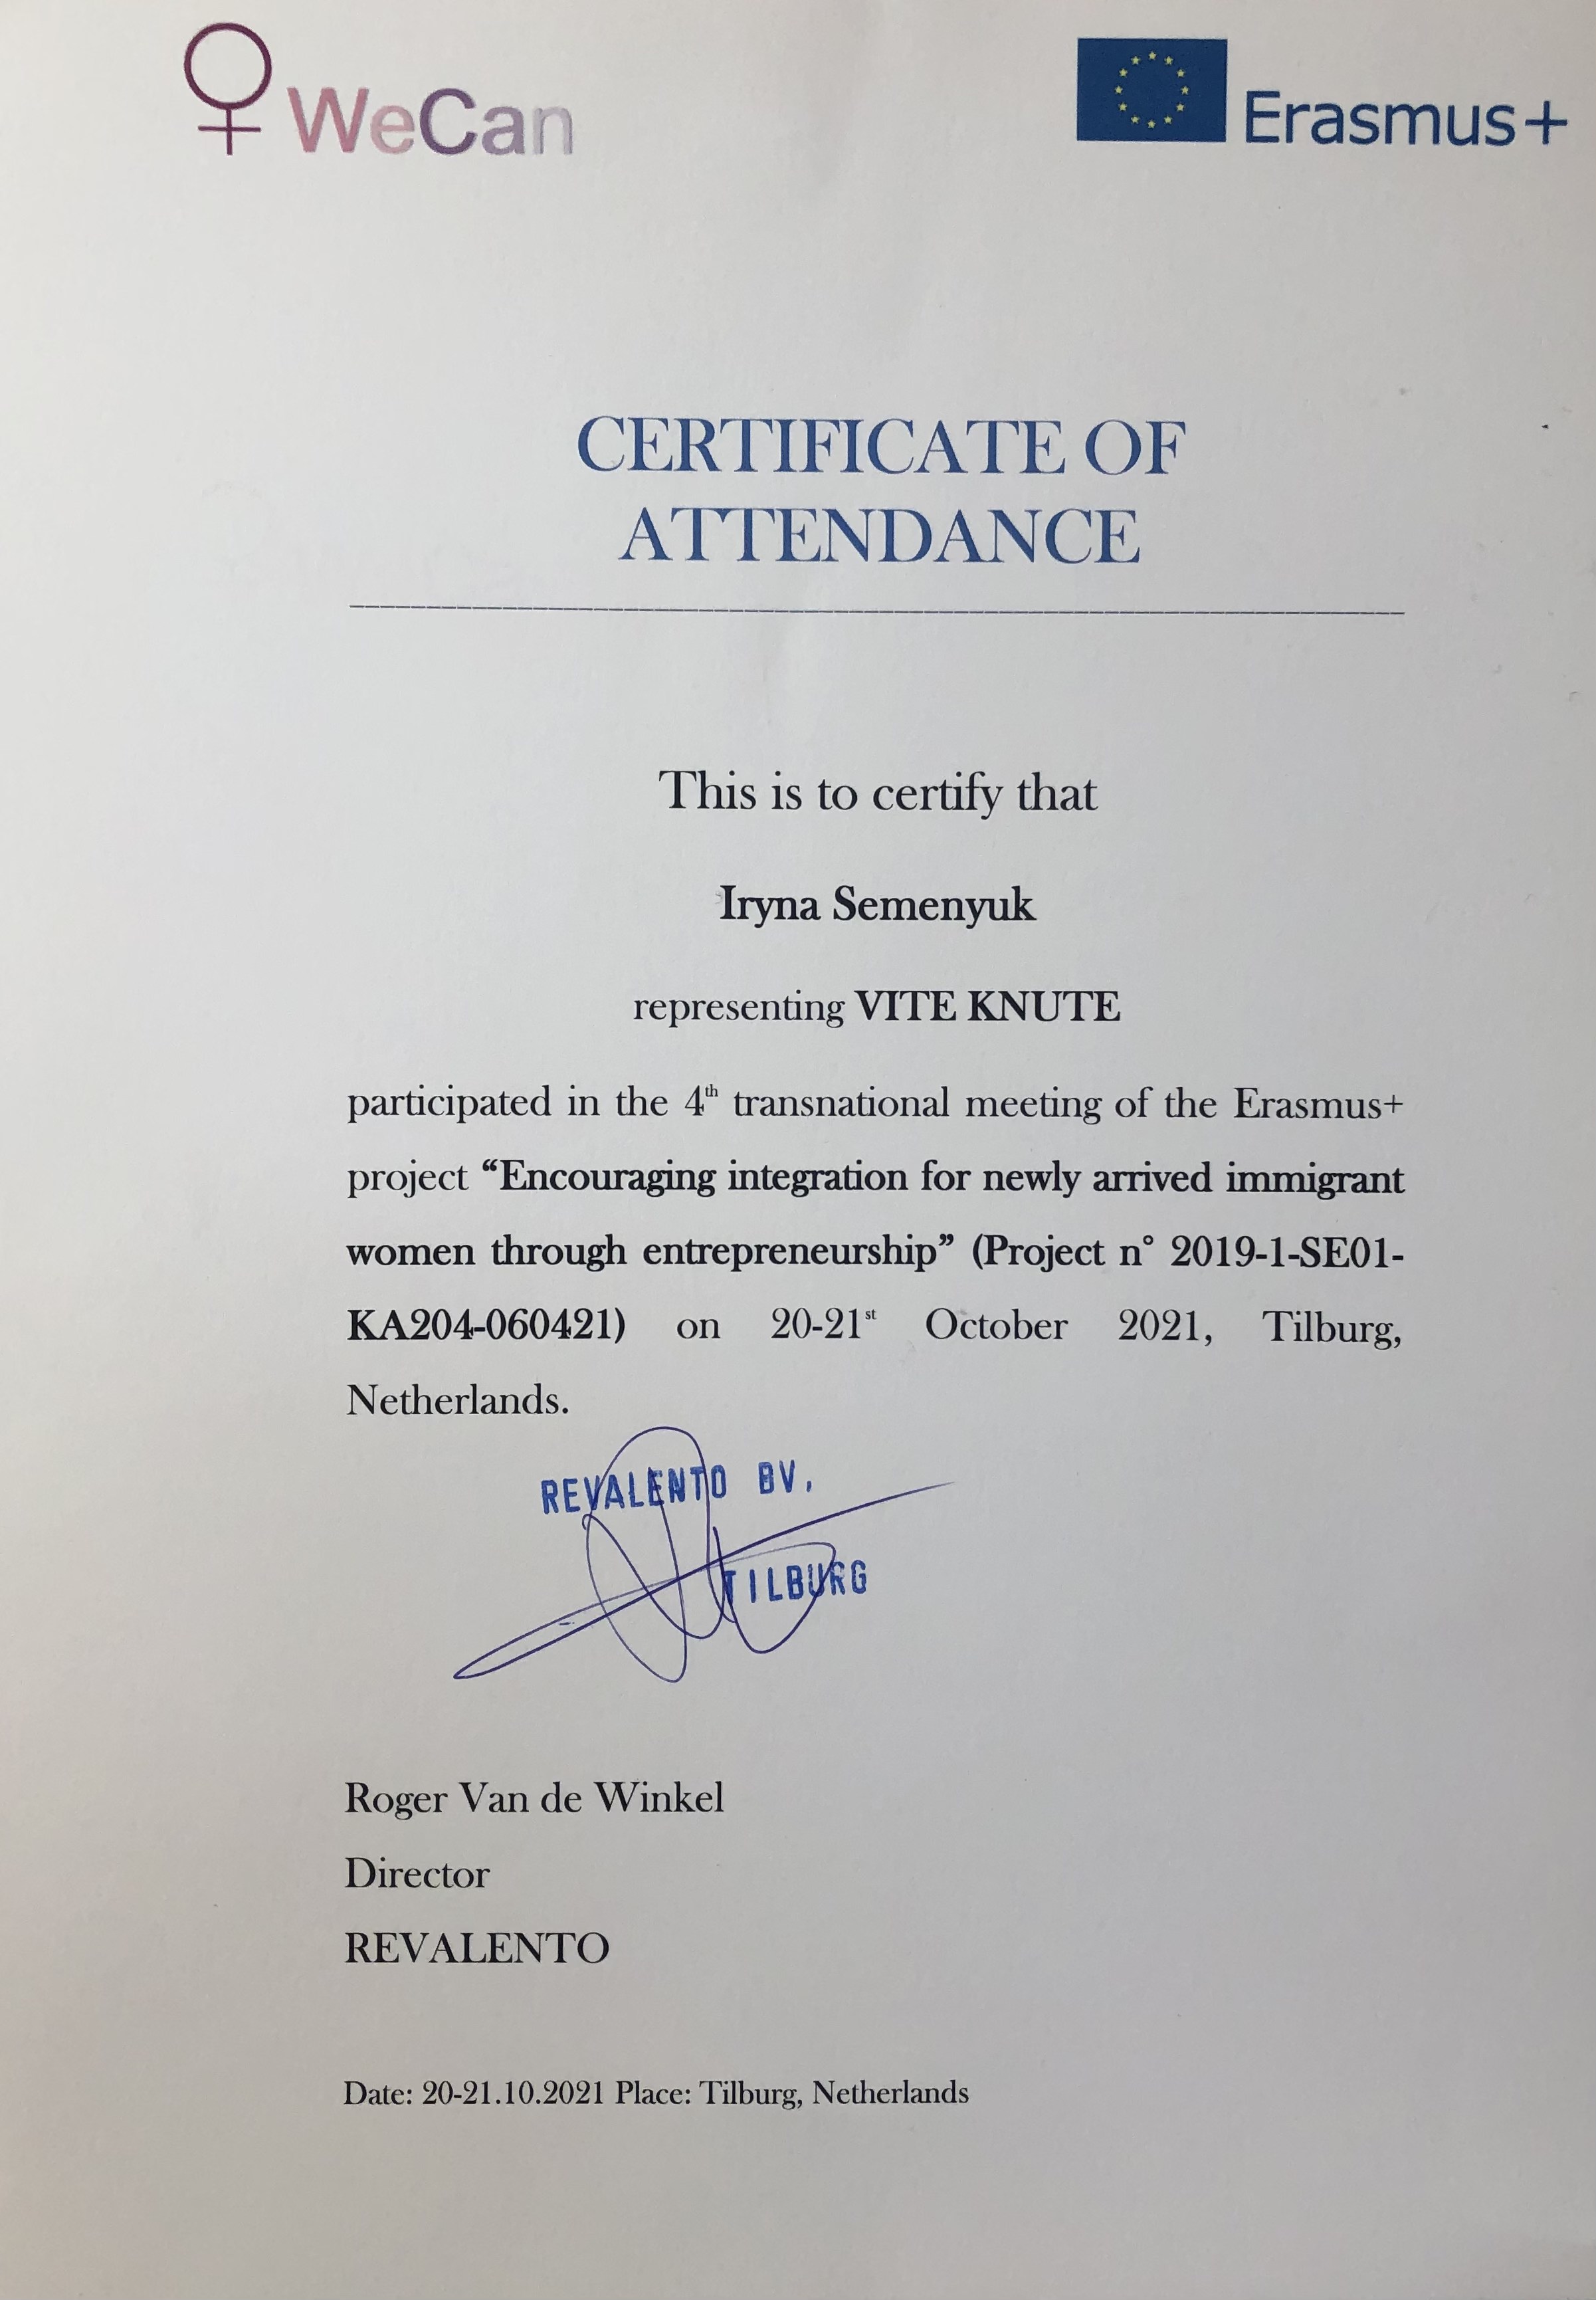 WeCan
Erasmus+
CERTIFICATE OF
ATTENDANCE
This is to certify that
Iryna Semenyuk
representing VITE KNUTE
participated in the 4th transnational meeting of the Erasmus+
project “Encouraging integration for newly arrived immigrant
women through entrepreneurship” (Project n° 2019-1-SE01-
KA204-060421) on 20-21st October 2021, Tilburg,
Netherlands.
REVALENTO BV.
TILBURG
Roger Van de Winkel
Director
REVALENTO
Date: 20-21.10.2021 Place: Tilburg, Netherlands